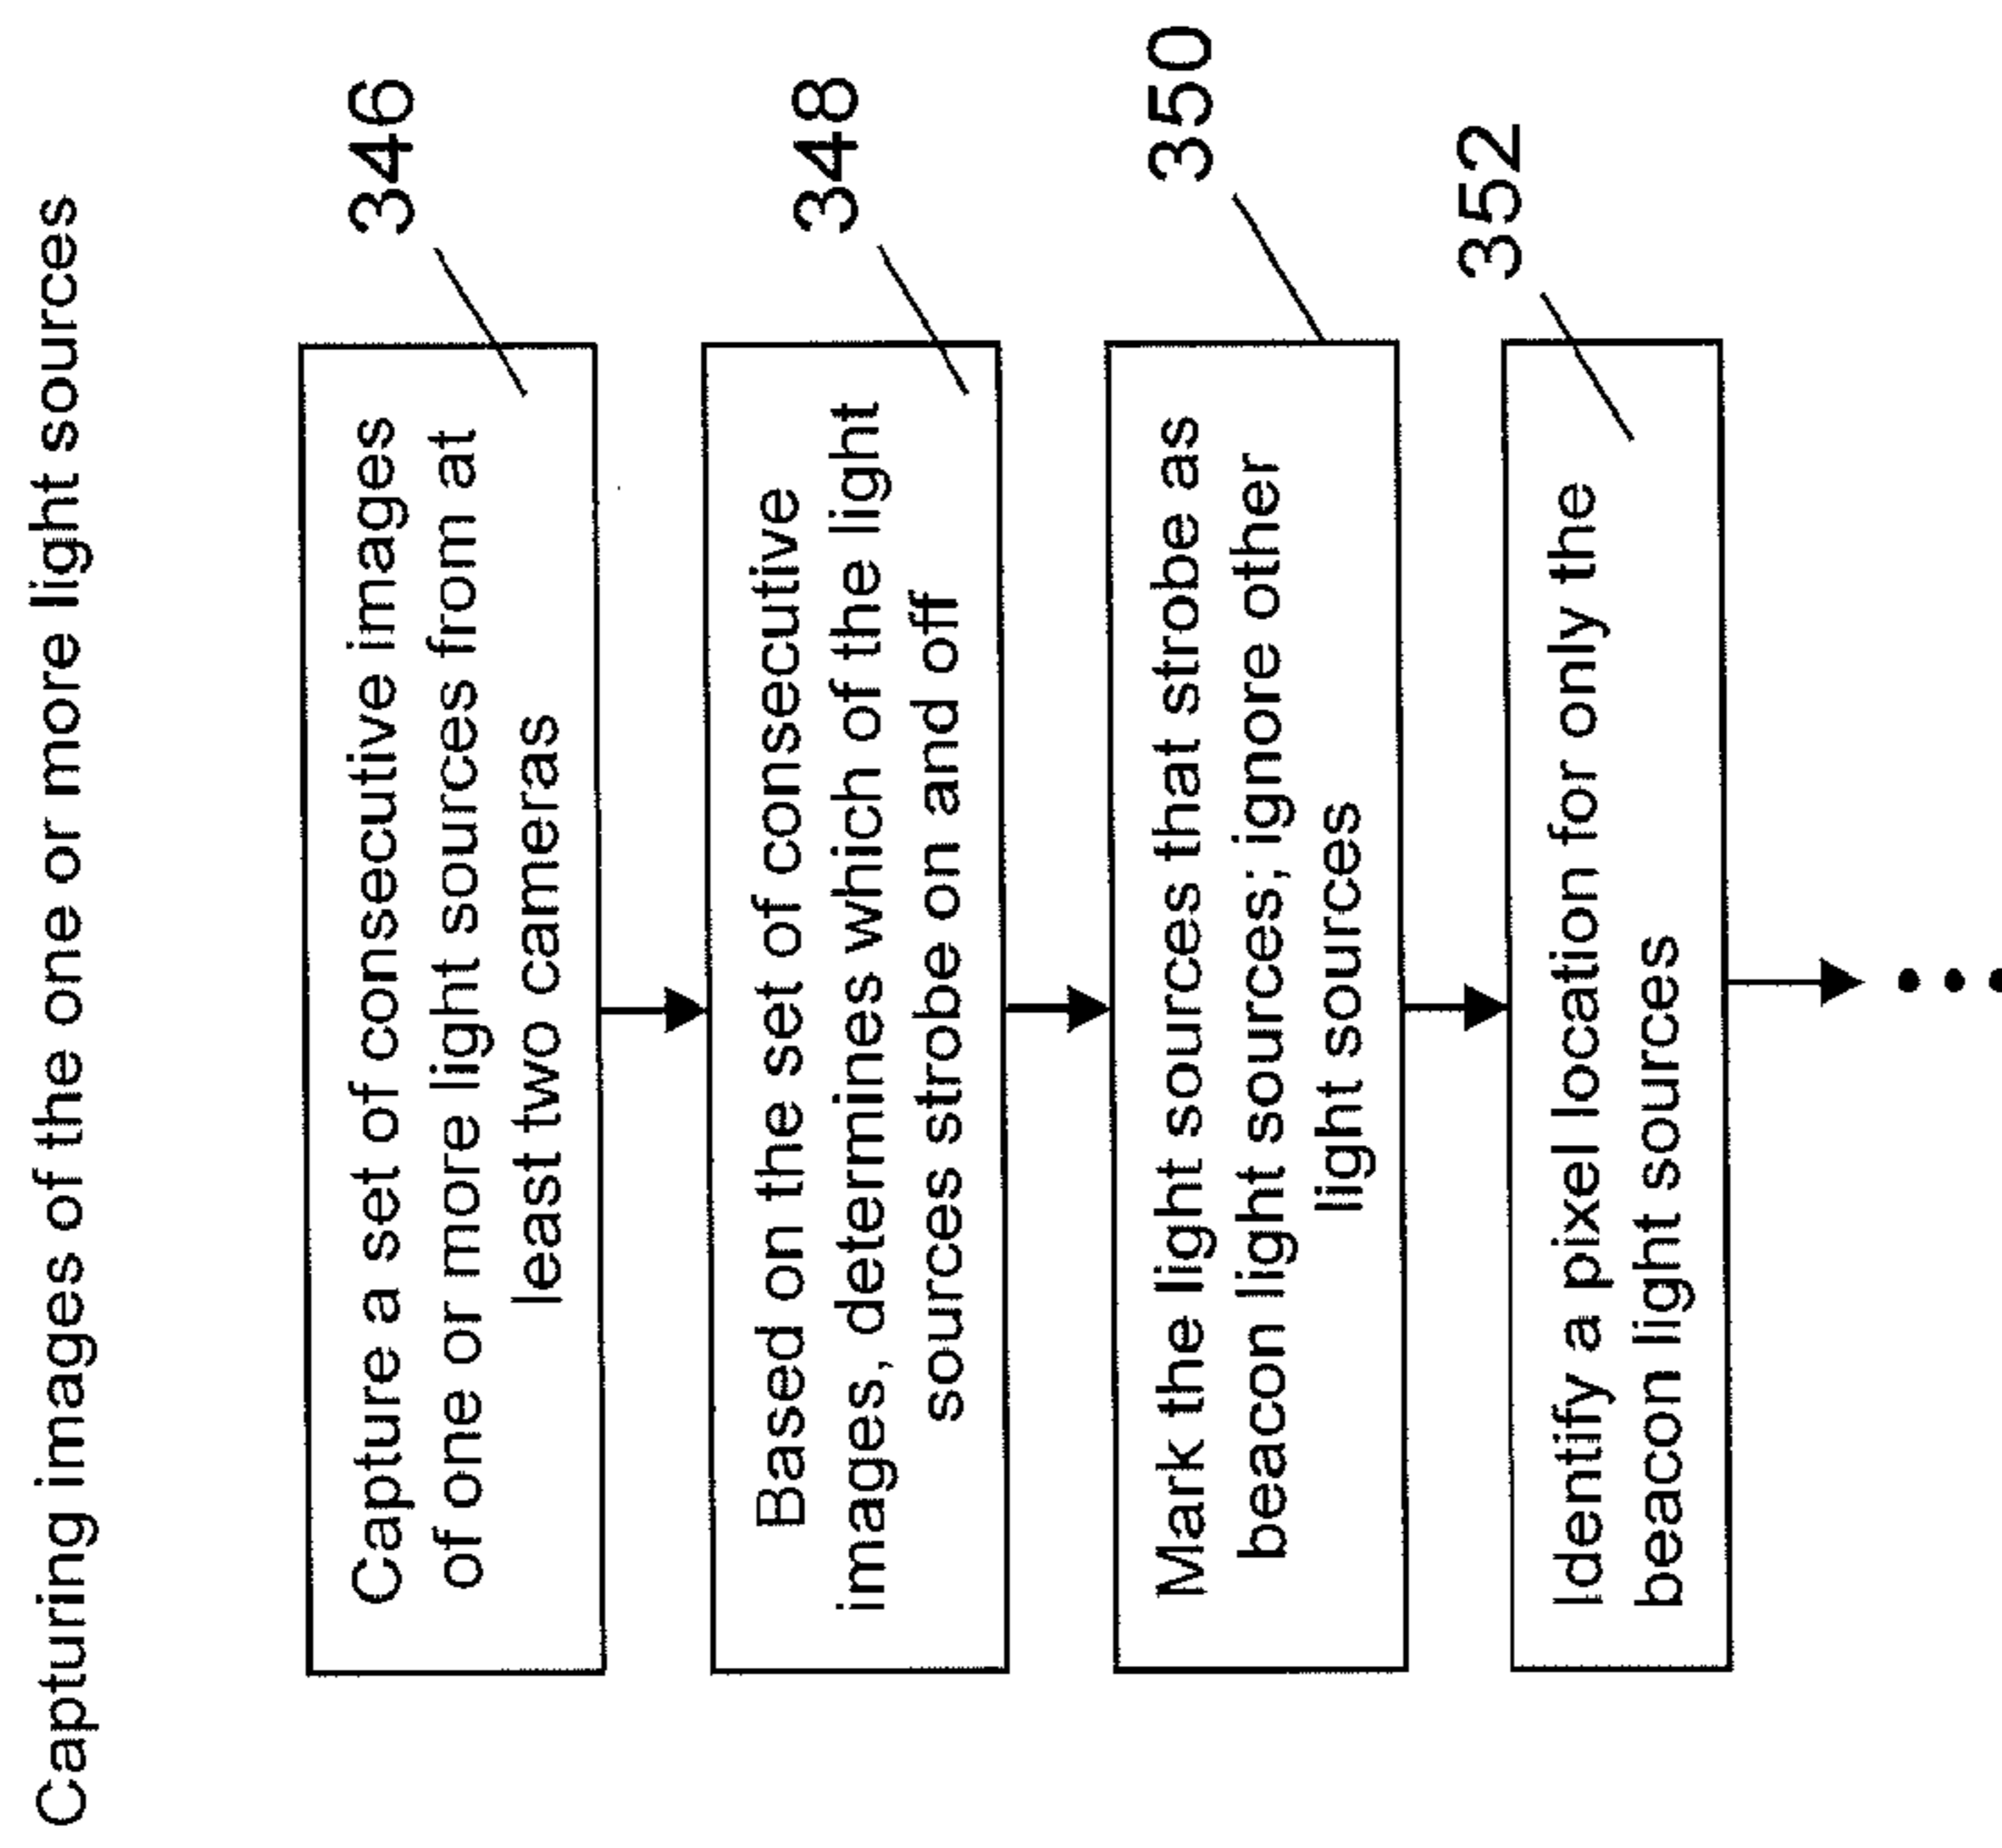 Capturing images of the one or more light sources
Capture a set of consecutive images
of one or more light sources from at
least two cameras
346
Based on the set of consecutive
images, determines which of the light
sources strobe on and off
348
Mark the light sources that strobe as
beacon light sources; ignore other
light sources
350
Identify a pixel location for only the
beacon light sources
352